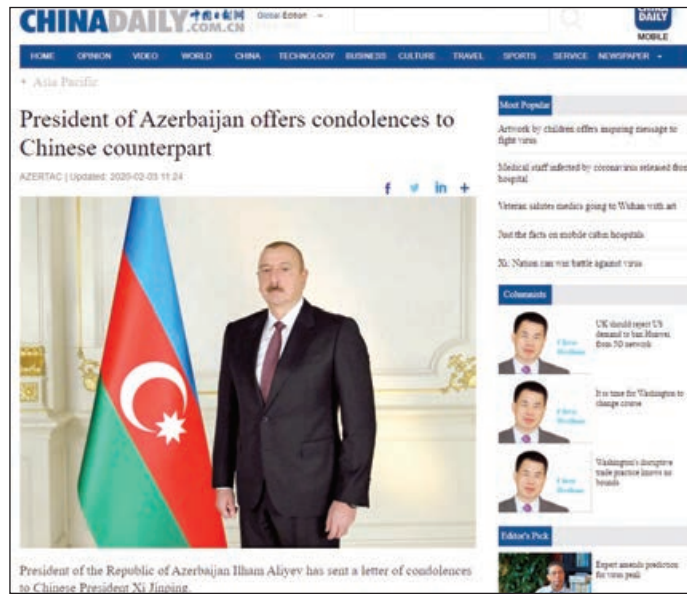 CHINADAILY 中国日报网 Global Edition
.COM.CN
CHINA DAILY
MOBILE
HOME OPINION VIDEO WORLD CHINA TECHNOLOGY BUSINESS CULTURE TRAVEL SPORTS SERVICE NEWSPAPER
Asia Pacific
President of Azerbaijan offers condolences to
Chinese counterpart
AZERTAC | Updated: 2020-02-03 11:24
f in +
President of the Republic of Azerbaijan Ilham Aliyev has sent a letter of condolences
to Chinese President Xi Jinping.
Most Popular
Artwork by children offers inspiring message to
fight virus
Medical staff infected by coronavirus released from
hospital
Veteran salutes medics going to Wuhan with art
Just the facts on mobile cabin hospitals
Xi: Nation can win battle against virus
Columnists
UK should reject US
demand to ban Huawei
from 5G network
It is time for Washington to
change course
Washington's disruptive
trade practice knows no
bounds
Editor's Pick
Expert amends prediction
for virus peak